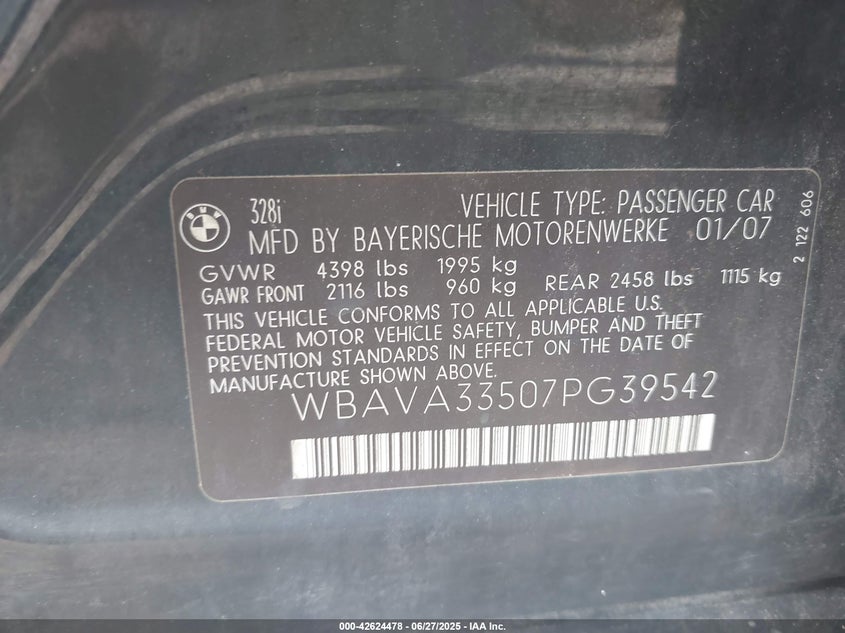 BMW
328i VEHICLE TYPE: PASSENGER CAR
MFD BY BAYERISCHE MOTORENWERKE 01/07
GVWR 4398 lbs 1995 kg
GAWR FRONT 2116 lbs 960 kg REAR 2458 lbs 1115 kg
THIS VEHICLE CONFORMS TO ALL APPLICABLE U.S.
FEDERAL MOTOR VEHICLE SAFETY, BUMPER AND THEFT
PREVENTION STANDARDS IN EFFECT ON THE DATE OF
MANUFACTURE SHOWN ABOVE.
WBAVA33507PG39542
2 122 606
000-42624478 - 06/27/2025 - IAA Inc.